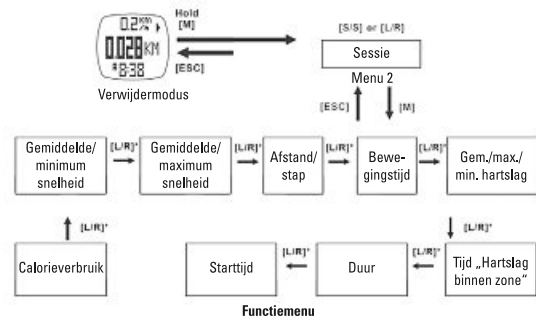 Hold
[M]
[ESC]
0.2 KM/h
0.028 KM
8:38
Verwijdermodus
[S/S] or [L/R]
Sessie
Menu 2
[ESC]
[M]
Gemiddelde/
minimum
snelheid
[L/R]*
Gemiddelde/
maximum
snelheid
[L/R]*
Afstand/
stap
[L/R]*
Bewe-
gingstijd
[L/R]*
Gem./max./
min. hartslag
[L/R]*
[L/R]*
Calorieverbruik
Starttijd
[L/R]*
Duur
[L/R]*
Tijd „Hartslag
binnen zone“
Functiemenu